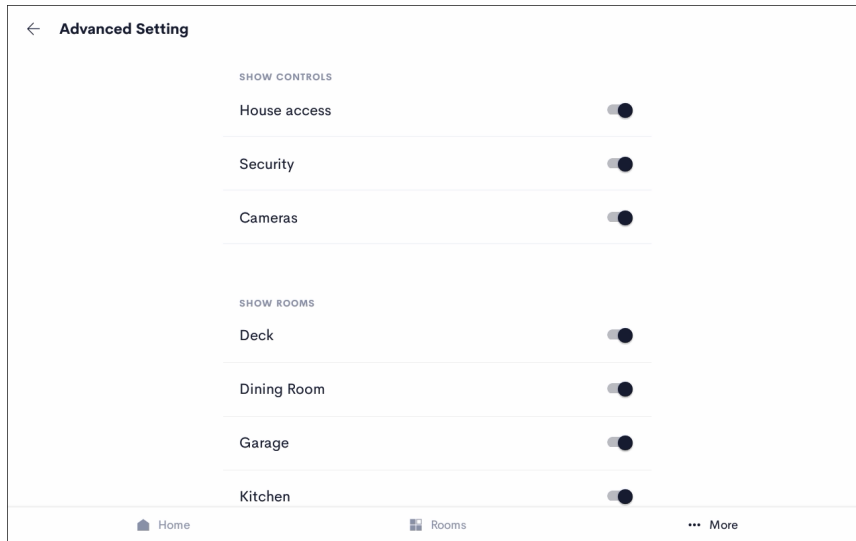 Advanced Setting
SHOW CONTROLS
House access
Security
Cameras
SHOW ROOMS
Deck
Dining Room
Garage
Kitchen
Home
Rooms
More